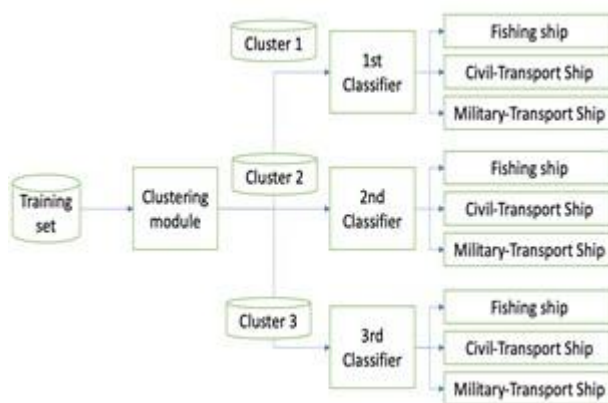 Cluster 1
1st
Classifier
Fishing ship
Civil-Transport Ship
Military-Transport Ship
Training
set
Clustering
module
Cluster 2
2nd
Classifier
Fishing ship
Civil-Transport Ship
Military-Transport Ship
Cluster 3
3rd
Classifier
Fishing ship
Civil-Transport Ship
Military-Transport Ship